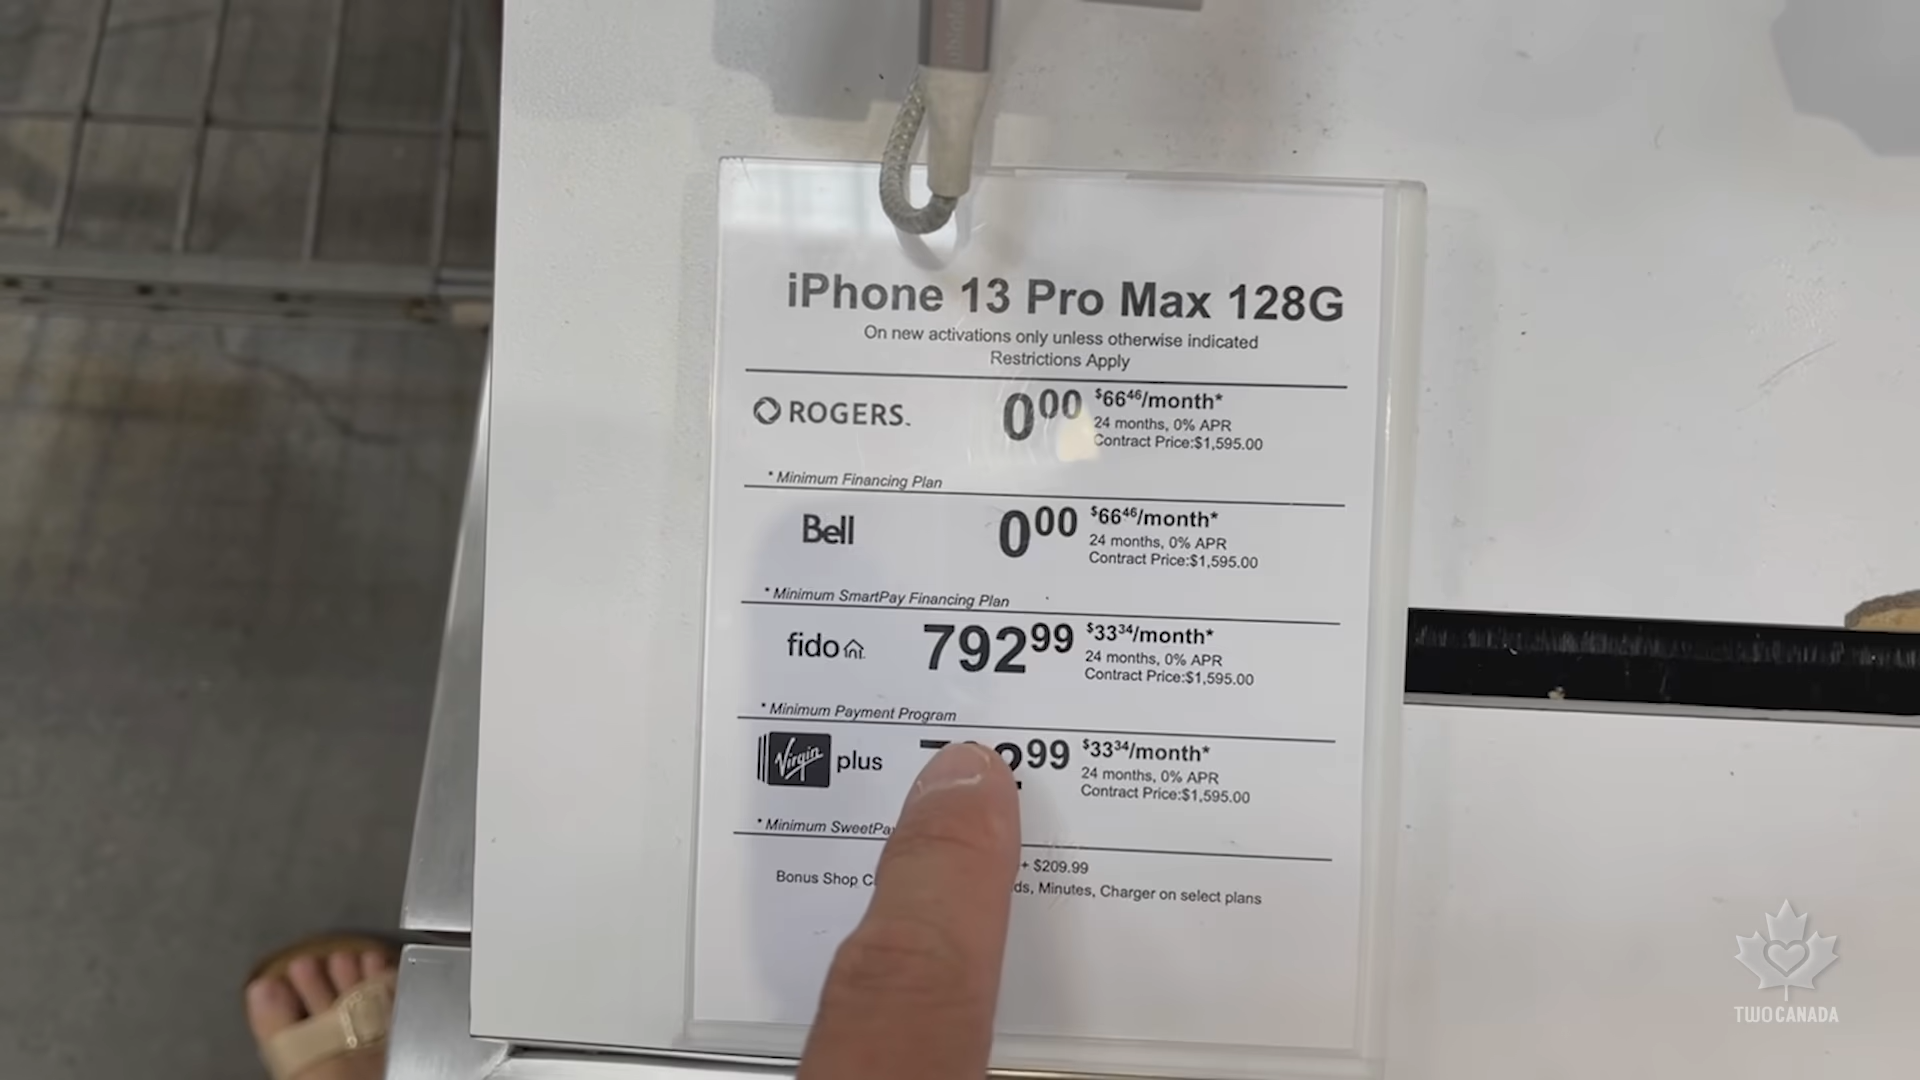 iPhone 13 Pro Max 128G
On new activations only unless otherwise indicated
Restrictions Apply
ROGERS.
0⁰⁰
$66⁴⁶/month*
24 months, 0% APR
Contract Price:$1,595.00
* Minimum Financing Plan
Bell
0⁰⁰
$66⁴⁶/month*
24 months, 0% APR
Contract Price:$1,595.00
* Minimum SmartPay Financing Plan
fido
792⁹⁹
$33³⁴/month*
24 months, 0% APR
Contract Price:$1,595.00
* Minimum Payment Program
Virgin plus
99
$33³⁴/month*
24 months, 0% APR
Contract Price:$1,595.00
* Minimum
+ $209.99
Bonus Shop Minutes, Charger on select plans
TWO CANADA